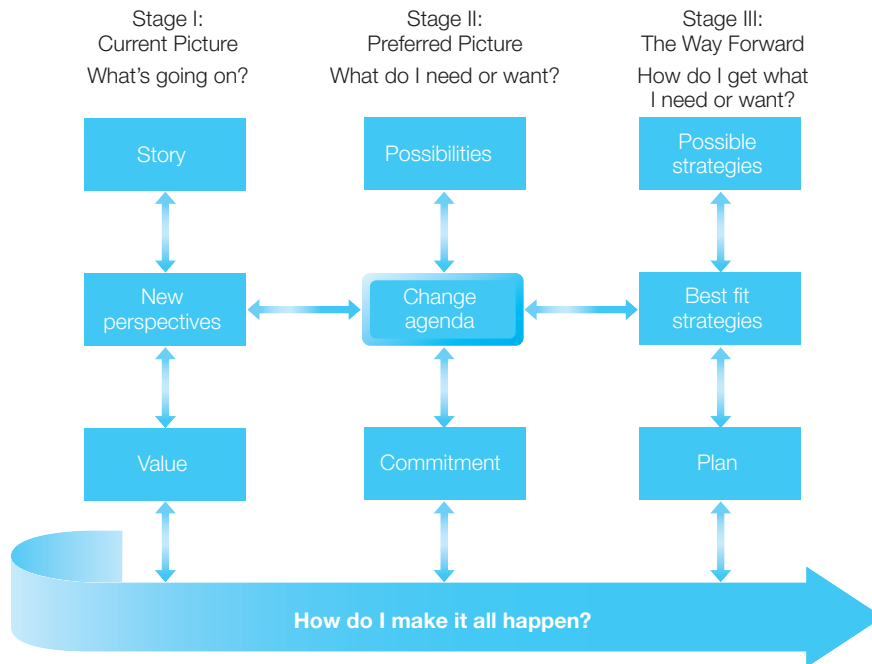 Stage I:
Current Picture
What's going on?
Stage II:
Preferred Picture
What do I need or want?
Stage III:
The Way Forward
How do I get what
I need or want?
Story
Possibilities
Possible
strategies
New
perspectives
Change
agenda
Best fit
strategies
Value
Commitment
Plan
How do I make it all happen?